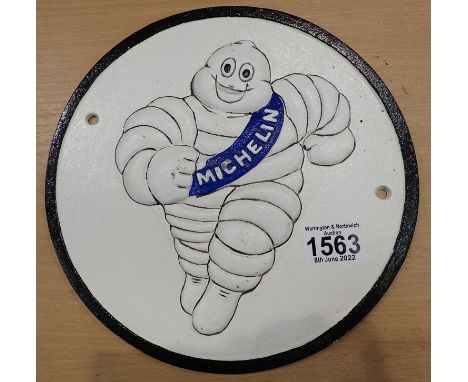 MICHELIN
Warrington & Northwich
Auction
1563
8th June 2022